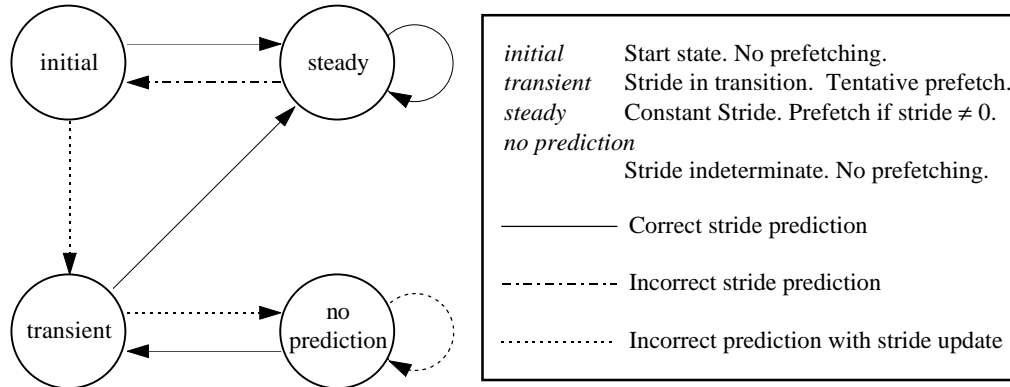 initial
steady
transient
no
prediction
initial Start state. No prefetching.
transient Stride in transition. Tentative prefetch.
steady Constant Stride. Prefetch if stride ≠ 0.
no prediction
Stride indeterminate. No prefetching.
Correct stride prediction
Incorrect stride prediction
Incorrect prediction with stride update